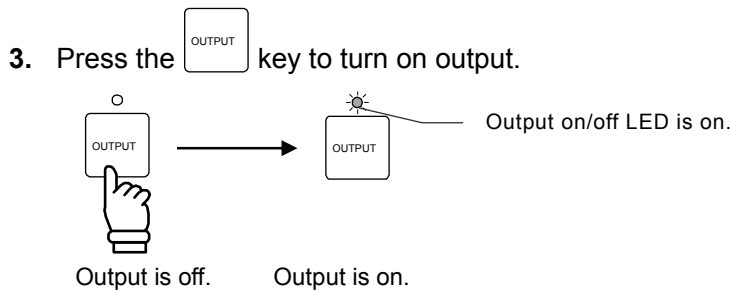 3. Press the OUTPUT key to turn on output.
OUTPUT OUTPUT Output on/off LED is on.
Output is off. Output is on.